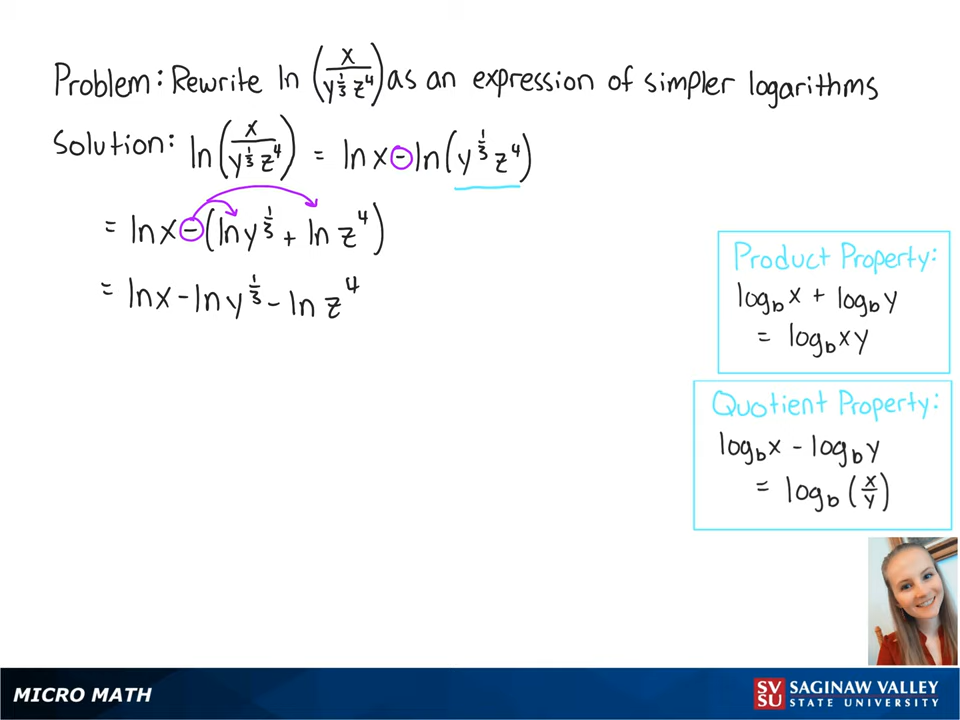 Problem: Rewrite ln (x / y^(1/3) z^4) as an expression of simpler logarithms
Solution: ln (x / y^(1/3) z^4) = ln x - ln (y^(1/3) z^4)
= ln x - (ln y^(1/3) + ln z^4)
= ln x - ln y^(1/3) - ln z^4
Product Property:
log_b x + log_b y
= log_b xy
Quotient Property:
log_b x - log_b y
= log_b (x/y)
MICRO MATH
SV
SU
SAGINAW VALLEY
STATE UNIVERSITY